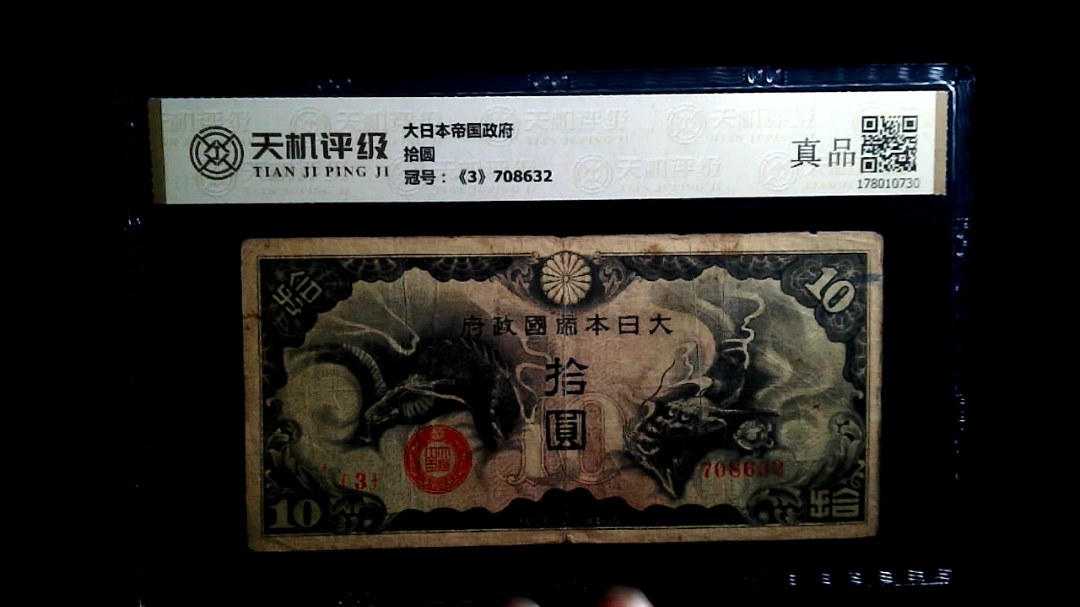 天机评级
TIAN JI PING JI
大日本帝国政府
拾圆
冠号：《3》708632
真品
178010730
拾
10
府政國帝本日大
拾
圓
10
{3}
708632
10
拾